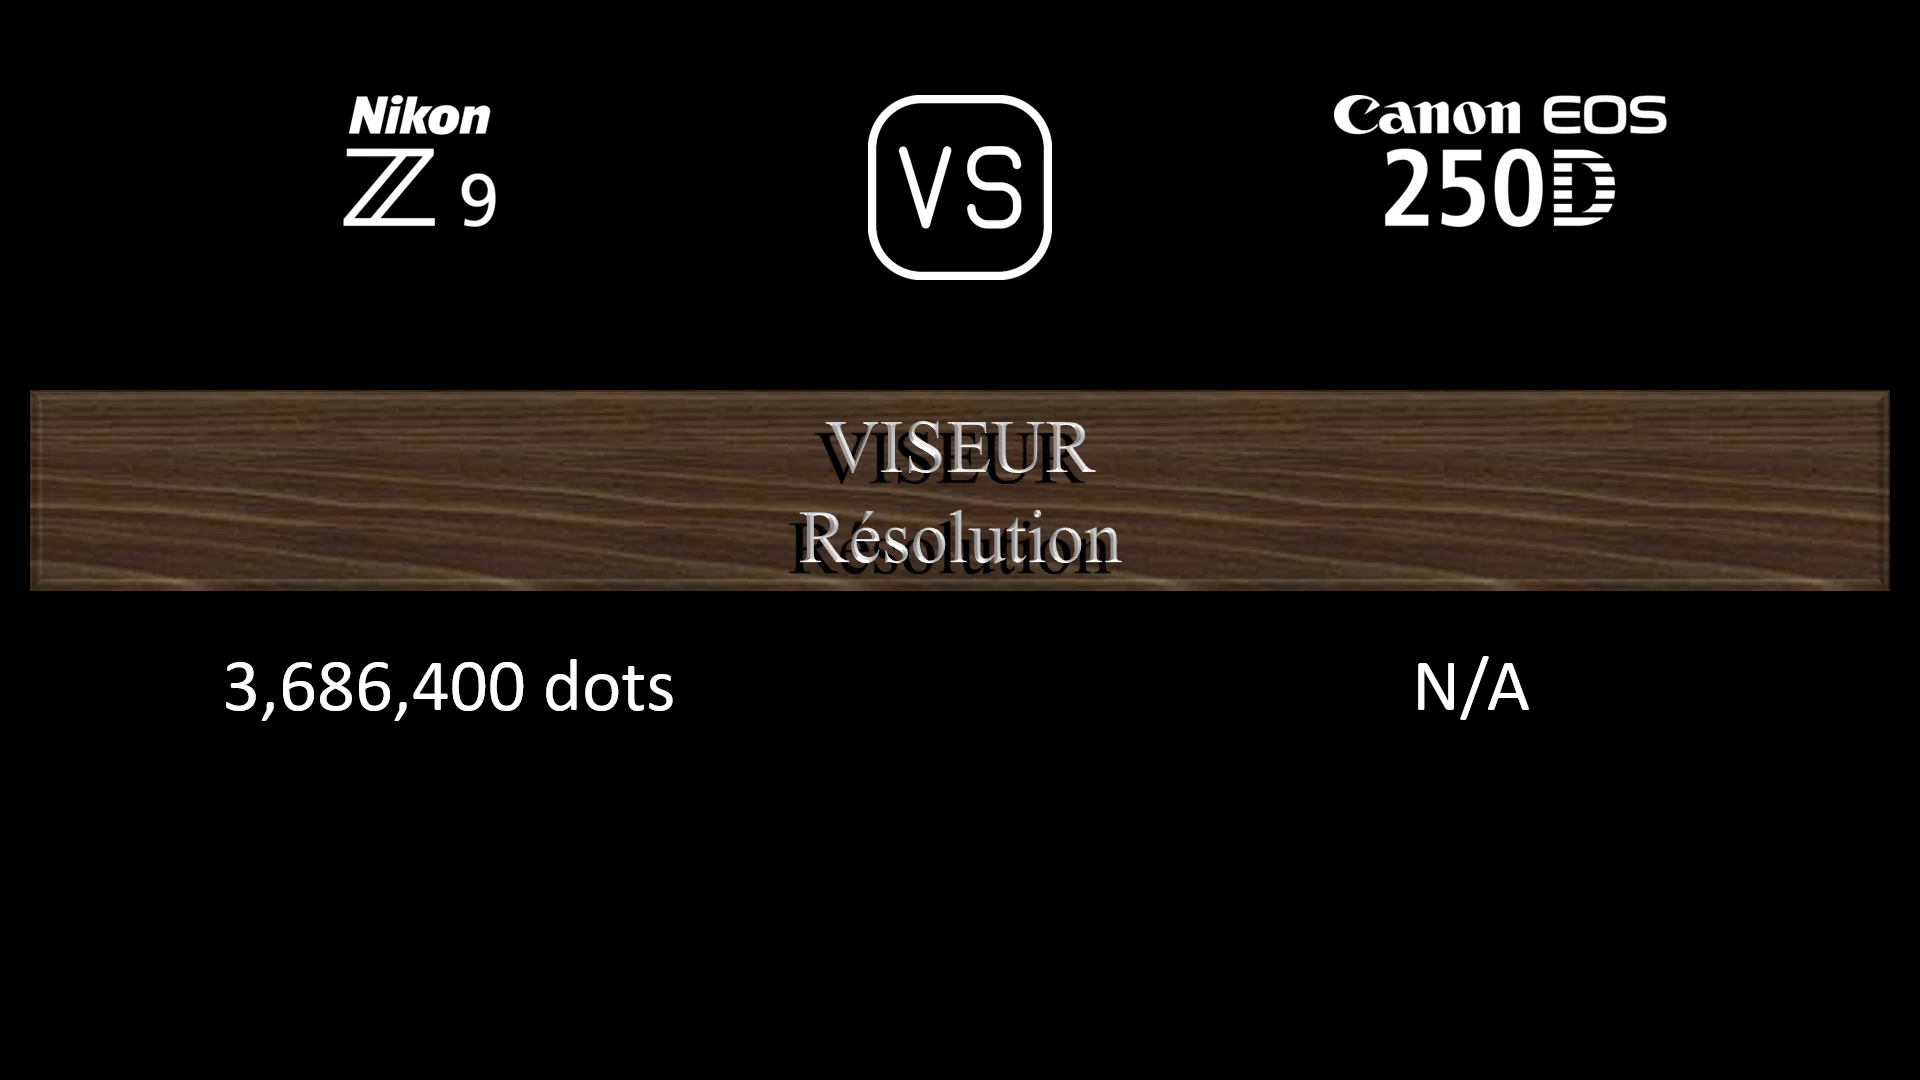 Nikon
Z 9
VS
Canon EOS
250D
VISEUR
Résolution
3,686,400 dots
N/A